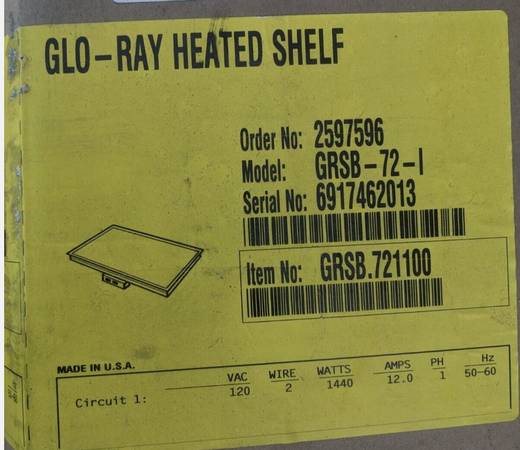 GLO-RAY HEATED SHELF
Order No: 2597596
Model: GRSB-72-I
Serial No: 6917462013
Item No: GRSB.721100
MADE IN U.S.A.
VAC WIRE WATTS AMPS PH Hz
Circuit 1: 120 2 1440 12.0 1 50-60